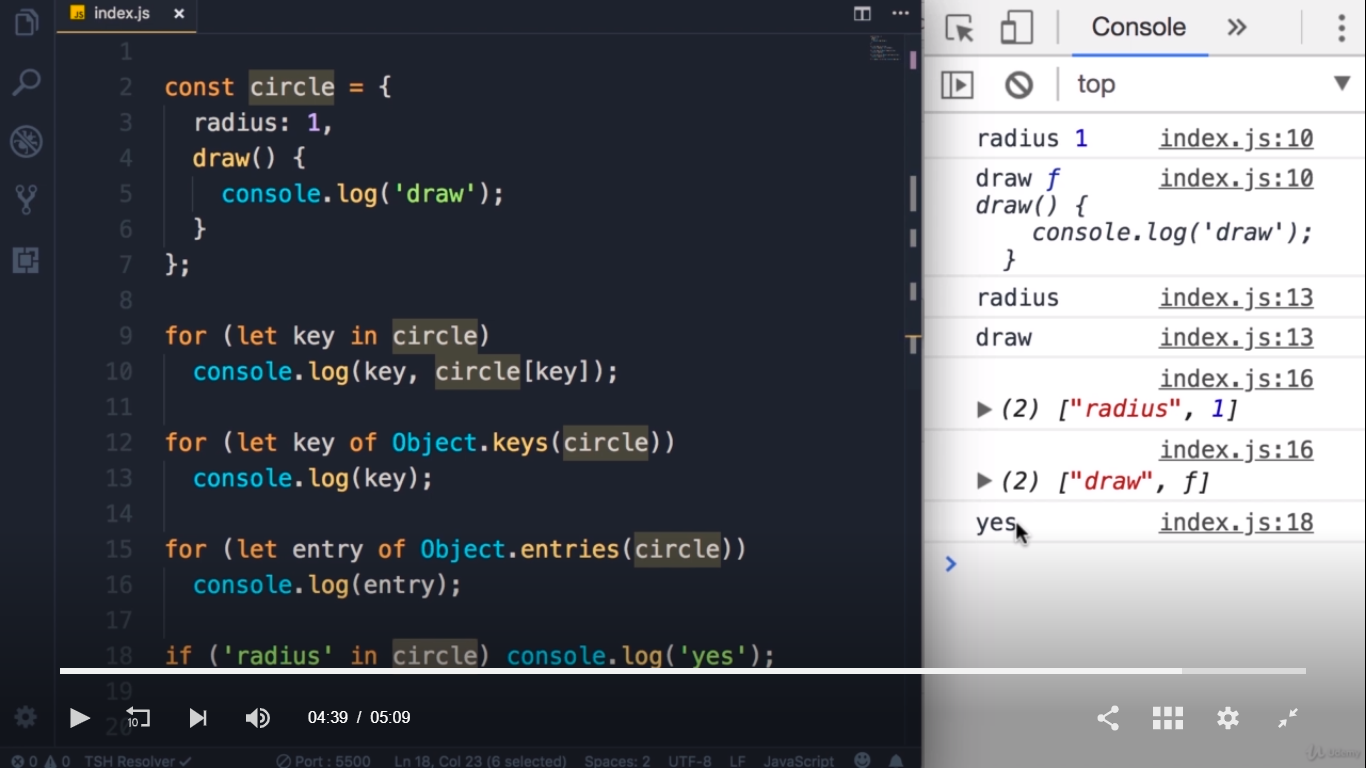 index.js
1
2 const circle = {
3 radius: 1,
4 draw() {
5 console.log('draw');
6 }
7 };
8
9 for (let key in circle)
10 console.log(key, circle[key]);
11
12 for (let key of Object.keys(circle))
13 console.log(key);
14
15 for (let entry of Object.entries(circle))
16 console.log(entry);
17
18 if ('radius' in circle) console.log('yes');
19
20
10
04:39 / 05:09
0 0 TSH Resolver Port : 5500 Ln 18, Col 23 (6 selected) Spaces: 2 UTF-8 LF JavaScript
Console
top
radius 1 index.js:10
draw ƒ index.js:10
draw() {
console.log('draw');
}
radius index.js:13
draw index.js:13
index.js:16
(2) ["radius", 1]
index.js:16
(2) ["draw", ƒ]
yes index.js:18
Udemy